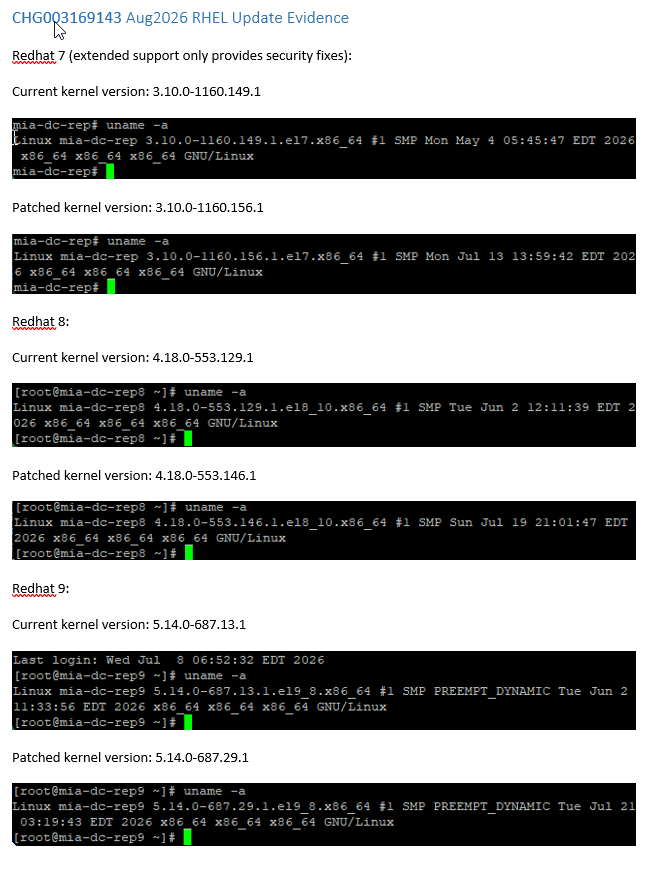 CHG003169143 Aug2026 RHEL Update Evidence
Redhat 7 (extended support only provides security fixes):
Current kernel version: 3.10.0-1160.149.1
mia-dc-rep# uname -a
Linux mia-dc-rep 3.10.0-1160.149.1.el7.x86_64 #1 SMP Mon May 4 05:45:47 EDT 2026
x86_64 x86_64 x86_64 GNU/Linux
mia-dc-rep#
Patched kernel version: 3.10.0-1160.156.1
mia-dc-rep# uname -a
Linux mia-dc-rep 3.10.0-1160.156.1.el7.x86_64 #1 SMP Mon Jul 13 13:59:42 EDT 202
6 x86_64 x86_64 x86_64 GNU/Linux
mia-dc-rep#
Redhat 8:
Current kernel version: 4.18.0-553.129.1
[root@mia-dc-rep8 ~]# uname -a
Linux mia-dc-rep8 4.18.0-553.129.1.el8_10.x86_64 #1 SMP Tue Jun 2 12:11:39 EDT 2
026 x86_64 x86_64 x86_64 GNU/Linux
[root@mia-dc-rep8 ~]#
Patched kernel version: 4.18.0-553.146.1
[root@mia-dc-rep8 ~]# uname -a
Linux mia-dc-rep8 4.18.0-553.146.1.el8_10.x86_64 #1 SMP Sun Jul 19 21:01:47 EDT
2026 x86_64 x86_64 x86_64 GNU/Linux
[root@mia-dc-rep8 ~]#
Redhat 9:
Current kernel version: 5.14.0-687.13.1
Last login: Wed Jul  8 06:52:32 EDT 2026
[root@mia-dc-rep9 ~]# uname -a
Linux mia-dc-rep9 5.14.0-687.13.1.el9_8.x86_64 #1 SMP PREEMPT_DYNAMIC Tue Jun 2
11:33:56 EDT 2026 x86_64 x86_64 x86_64 GNU/Linux
[root@mia-dc-rep9 ~]#
Patched kernel version: 5.14.0-687.29.1
[root@mia-dc-rep9 ~]# uname -a
Linux mia-dc-rep9 5.14.0-687.29.1.el9_8.x86_64 #1 SMP PREEMPT_DYNAMIC Tue Jul 21
03:19:43 EDT 2026 x86_64 x86_64 x86_64 GNU/Linux
[root@mia-dc-rep9 ~]#